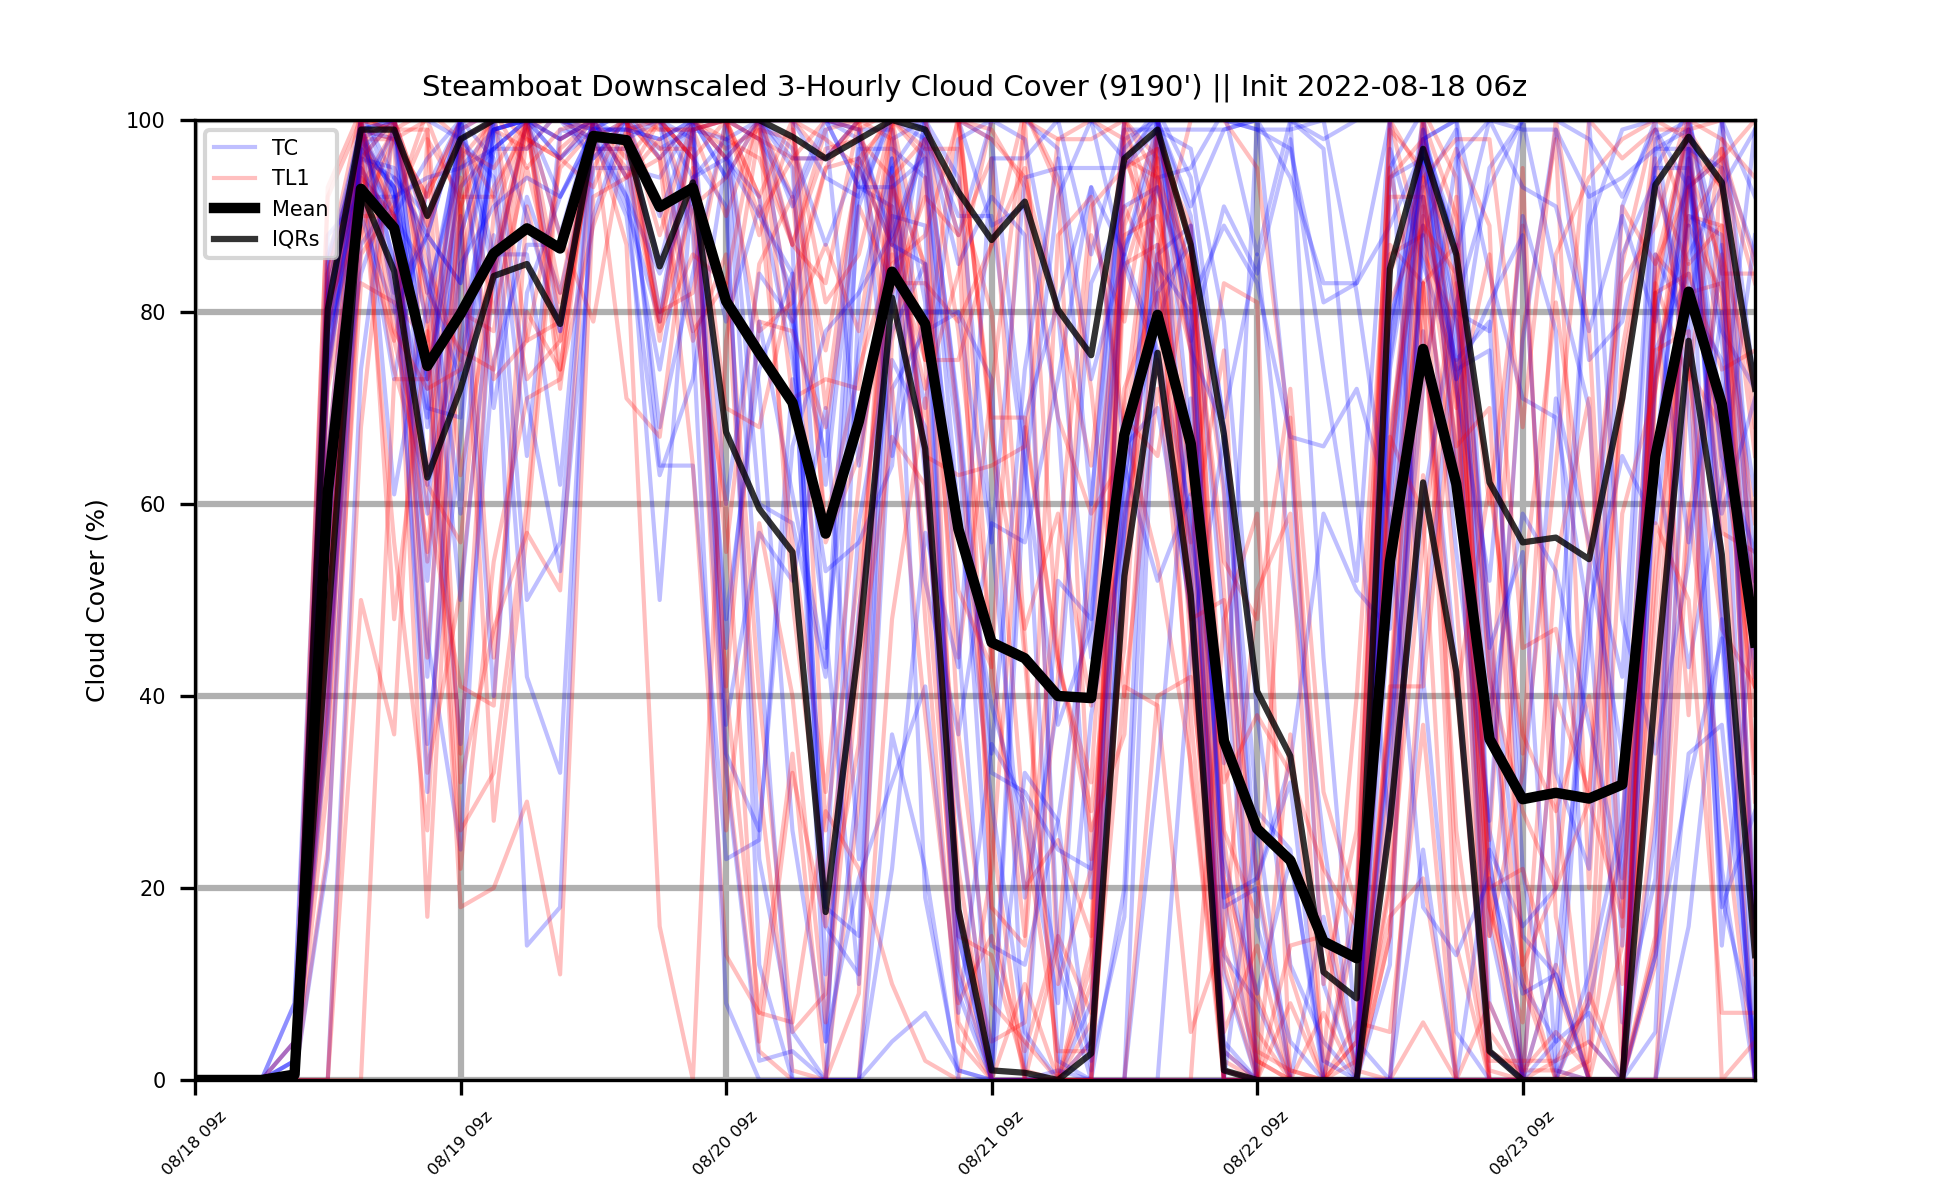 Steamboat Downscaled 3-Hourly Cloud Cover (9190') || Init 2022-08-18 06z
100
80
60
40
20
0
Cloud Cover (%)
TC
TL1
Mean
IQRs
08/18 09z
08/19 09z
08/20 09z
08/21 09z
08/22 09z
08/23 09z